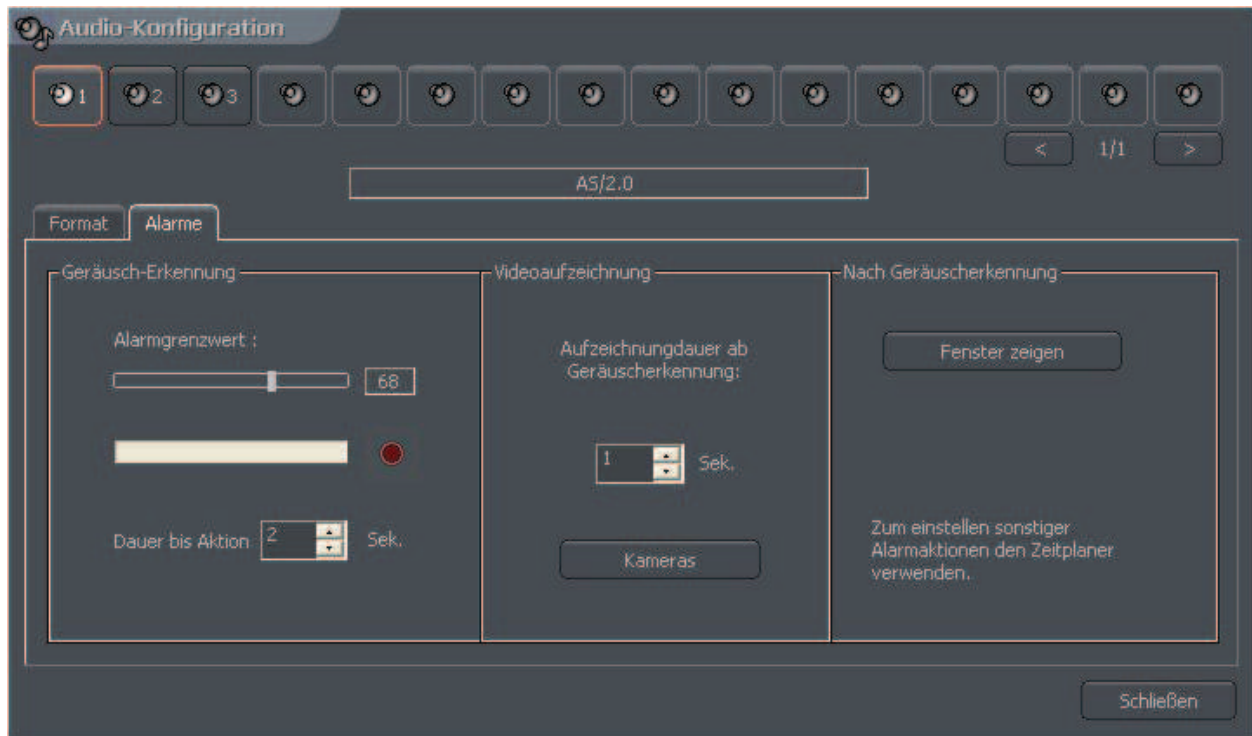 Audio-Konfiguration
1 2 3
< 1/1 >
AS/2.0
Format Alarme
Geräusch-Erkennung
Alarmgrenzwert :
68
Dauer bis Aktion 2 Sek.
Videoaufzeichnung
Aufzeichnungdauer ab
Geräuscherkennung:
1 Sek.
Kameras
Nach Geräuscherkennung
Fenster zeigen
Zum einstellen sonstiger
Alarmaktionen den Zeitplaner
verwenden.
Schließen